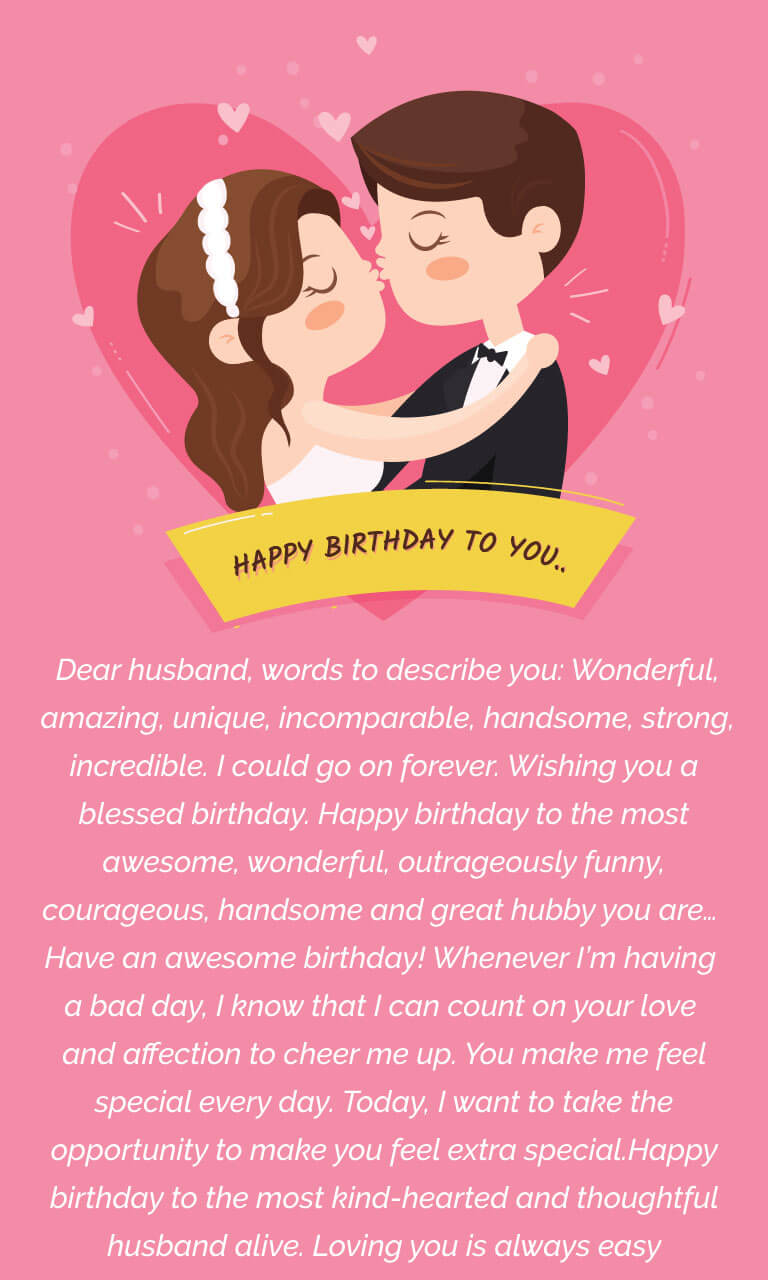 HAPPY BIRTHDAY TO YOU..
Dear husband, words to describe you: Wonderful,
amazing, unique, incomparable, handsome, strong,
incredible. I could go on forever. Wishing you a
blessed birthday. Happy birthday to the most
awesome, wonderful, outrageously funny,
courageous, handsome and great hubby you are...
Have an awesome birthday! Whenever I'm having
a bad day, I know that I can count on your love
and affection to cheer me up. You make me feel
special every day. Today, I want to take the
opportunity to make you feel extra special.Happy
birthday to the most kind-hearted and thoughtful
husband alive. Loving you is always easy